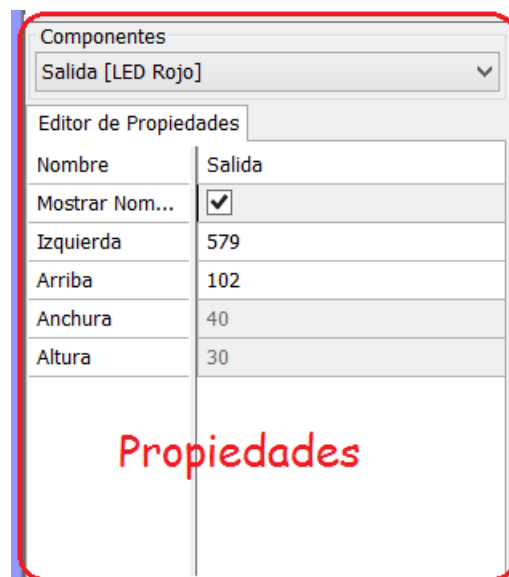 Componentes
Salida [LED Rojo]
Editor de Propiedades
Nombre Salida
Mostrar Nom...
Izquierda 579
Arriba 102
Anchura 40
Altura 30
Propiedades